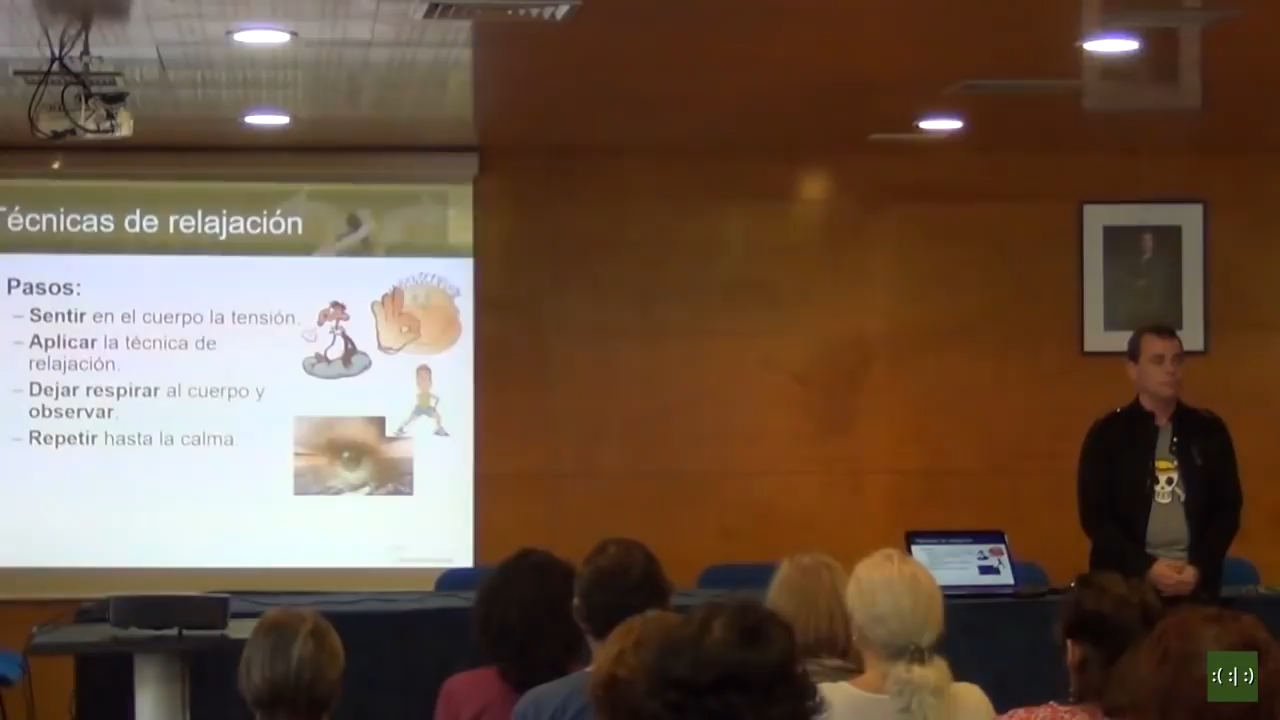 Técnicas de relajación
Pasos:
– Sentir en el cuerpo la tensión.
– Aplicar la técnica de
relajación.
– Dejar respirar al cuerpo y
observar.
– Repetir hasta la calma.
:( :| :)